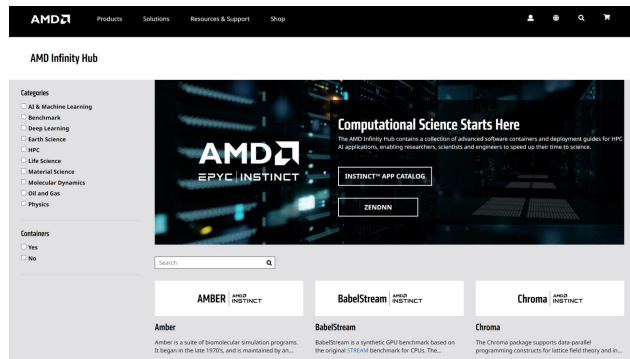 AMD
Products
Solutions
Resources & Support
Shop
AMD Infinity Hub
Categories
AI & Machine Learning
Benchmark
Deep Learning
Earth Science
HPC
Life Science
Material Science
Molecular Dynamics
Oil and Gas
Physics
Containers
Yes
No
AMD
EPYC | INSTINCT
Computational Science Starts Here
The AMD Infinity Hub contains a collection of advanced software containers and deployment guides for HPC
AI applications, enabling researchers, scientists and engineers to speed up their time to science.
INSTINCT™ APP CATALOG
ZENDNN
Search
AMBER | AMD INSTINCT
Amber
Amber is a suite of biomolecular simulation programs.
It began in the late 1970's, and is maintained by an...
BabelStream | AMD INSTINCT
BabelStream
BabelStream is a synthetic GPU benchmark based on
the original STREAM benchmark for CPUs. The...
Chroma | AMD INSTINCT
Chroma
The Chroma package supports data-parallel
programming constructs for lattice field theory and in...